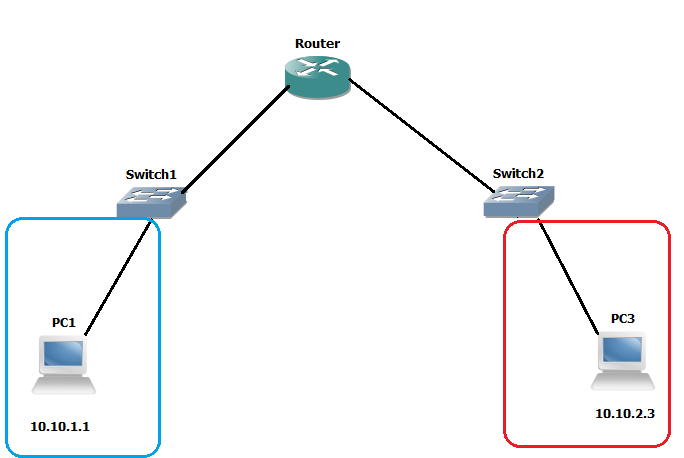 Router
Switch1
Switch2
PC1
PC3
10.10.1.1
10.10.2.3